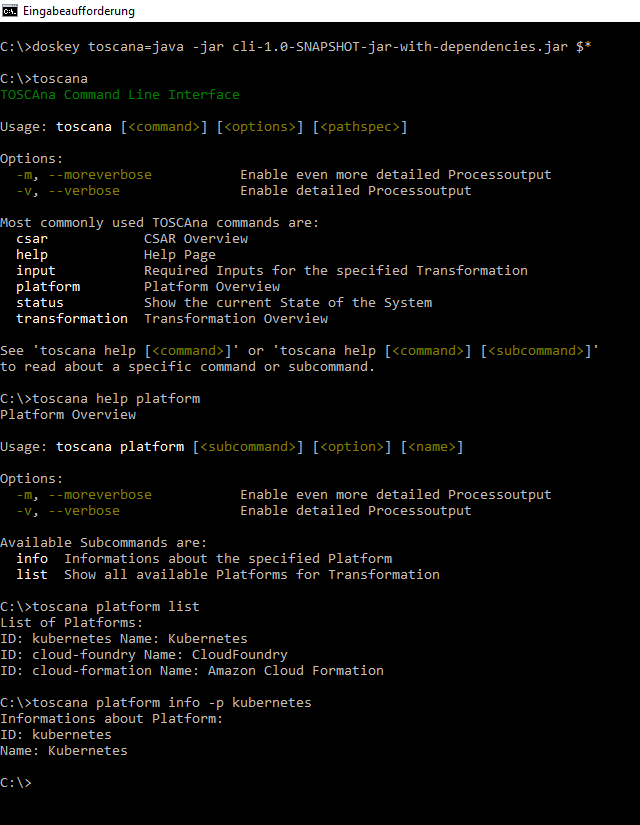 Eingabeaufforderung
C:\>doskey toscana=java -jar cli-1.0-SNAPSHOT-jar-with-dependencies.jar $*
C:\>toscana
TOSCAna Command Line Interface
Usage: toscana [<command>] [<options>] [<pathspec>]
Options:
-m, --moreverbose Enable even more detailed Processoutput
-v, --verbose Enable detailed Processoutput
Most commonly used TOSCAna commands are:
csar CSAR Overview
help Help Page
input Required Inputs for the specified Transformation
platform Platform Overview
status Show the current State of the System
transformation Transformation Overview
See 'toscana help [<command>]' or 'toscana help [<command>] [<subcommand>]'
to read about a specific command or subcommand.
C:\>toscana help platform
Platform Overview
Usage: toscana platform [<subcommand>] [<option>] [<name>]
Options:
-m, --moreverbose Enable even more detailed Processoutput
-v, --verbose Enable detailed Processoutput
Available Subcommands are:
info Informations about the specified Platform
list Show all available Platforms for Transformation
C:\>toscana platform list
List of Platforms:
ID: kubernetes Name: Kubernetes
ID: cloud-foundry Name: CloudFoundry
ID: cloud-formation Name: Amazon Cloud Formation
C:\>toscana platform info -p kubernetes
Informations about Platform:
ID: kubernetes
Name: Kubernetes
C:\>